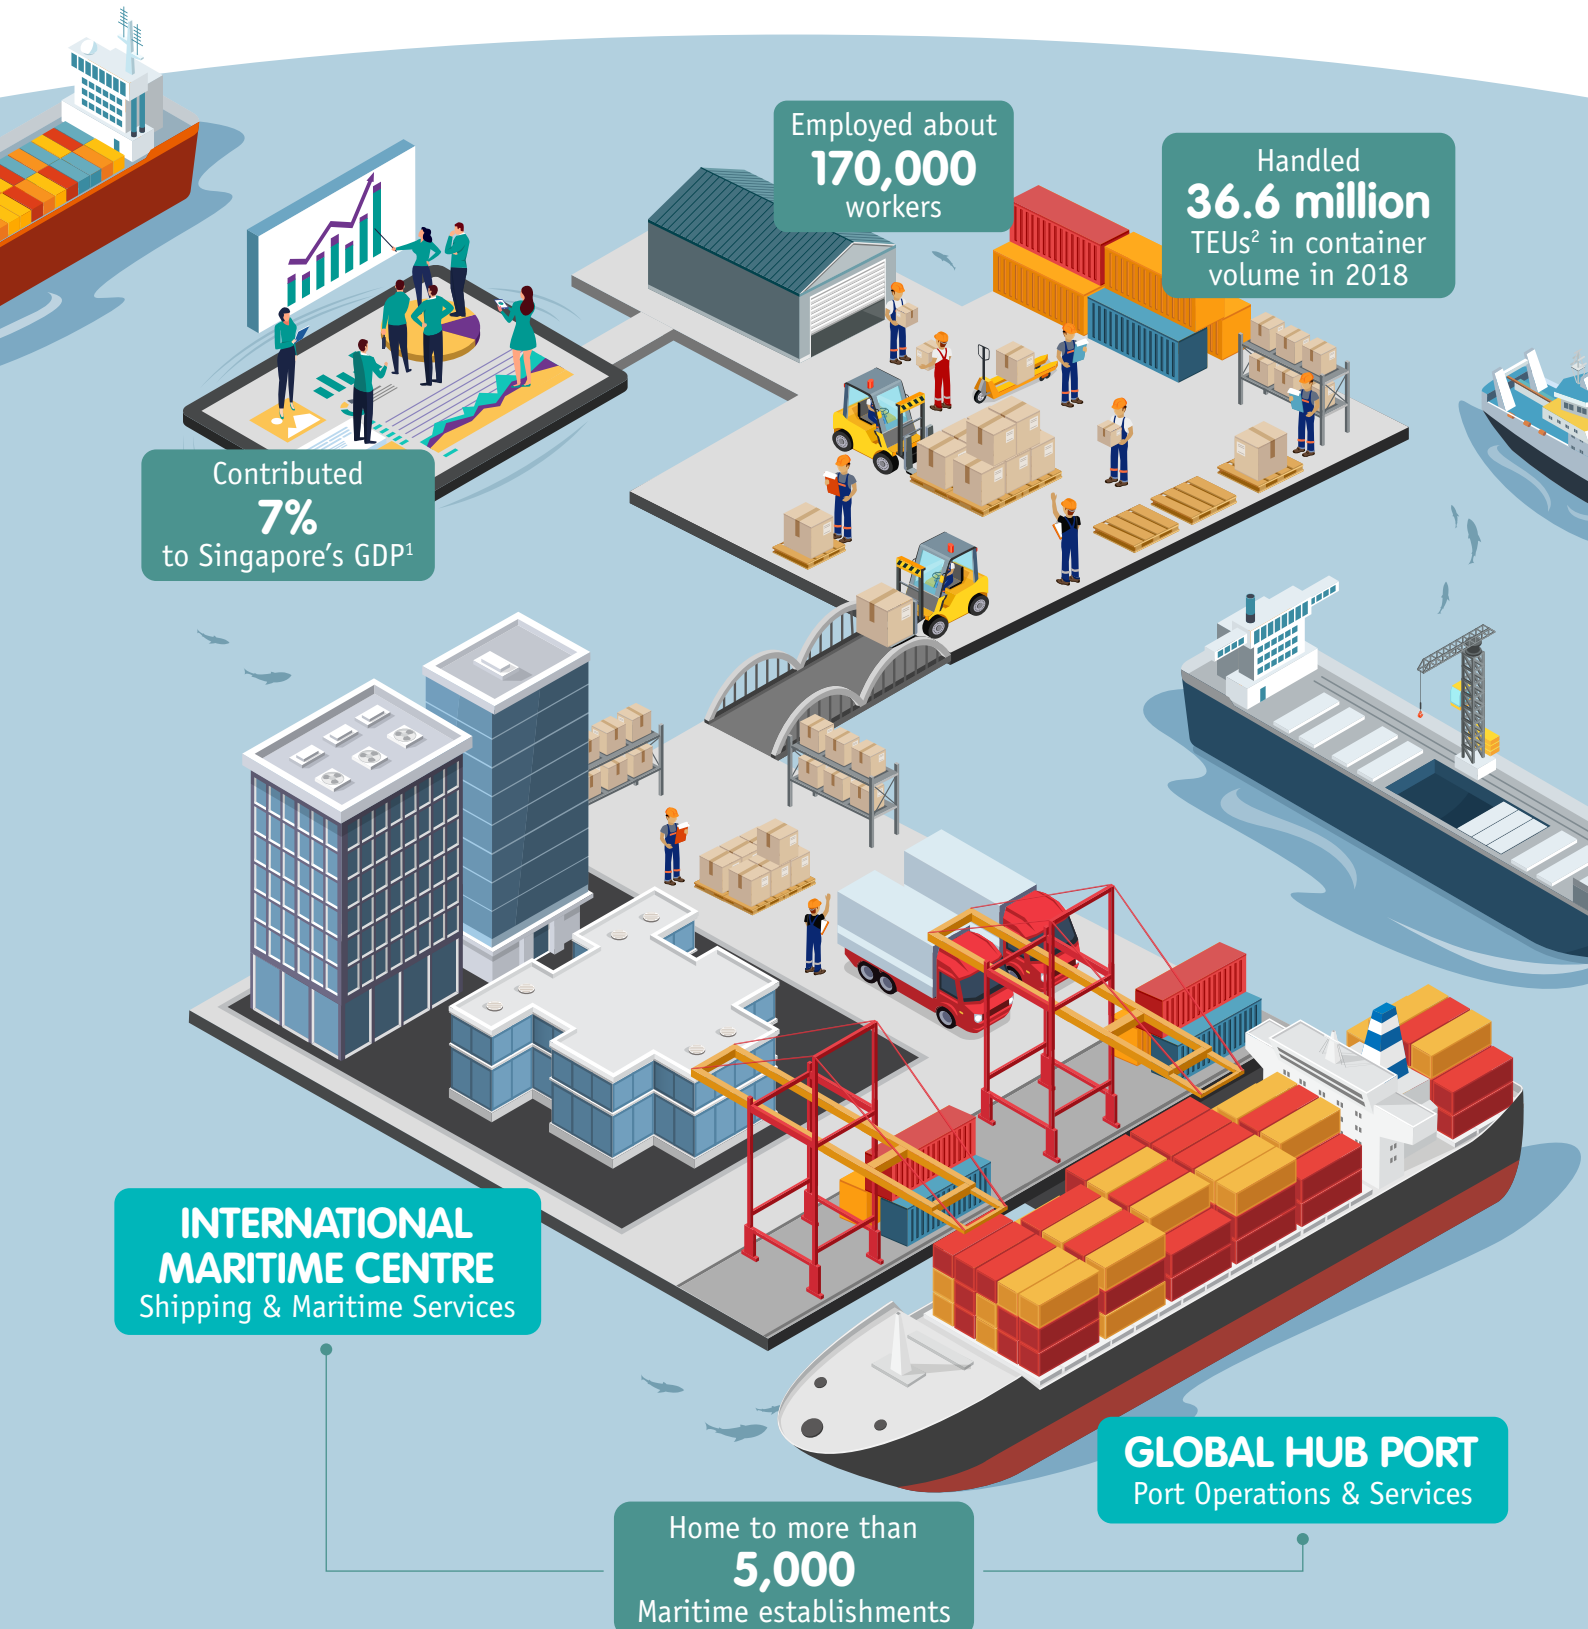 Employed about
170,000
workers
Handled
36.6 million
TEUs² in container
volume in 2018
Contributed
7%
to Singapore’s GDP¹
INTERNATIONAL
MARITIME CENTRE
Shipping & Maritime Services
GLOBAL HUB PORT
Port Operations & Services
Home to more than
5,000
Maritime establishments